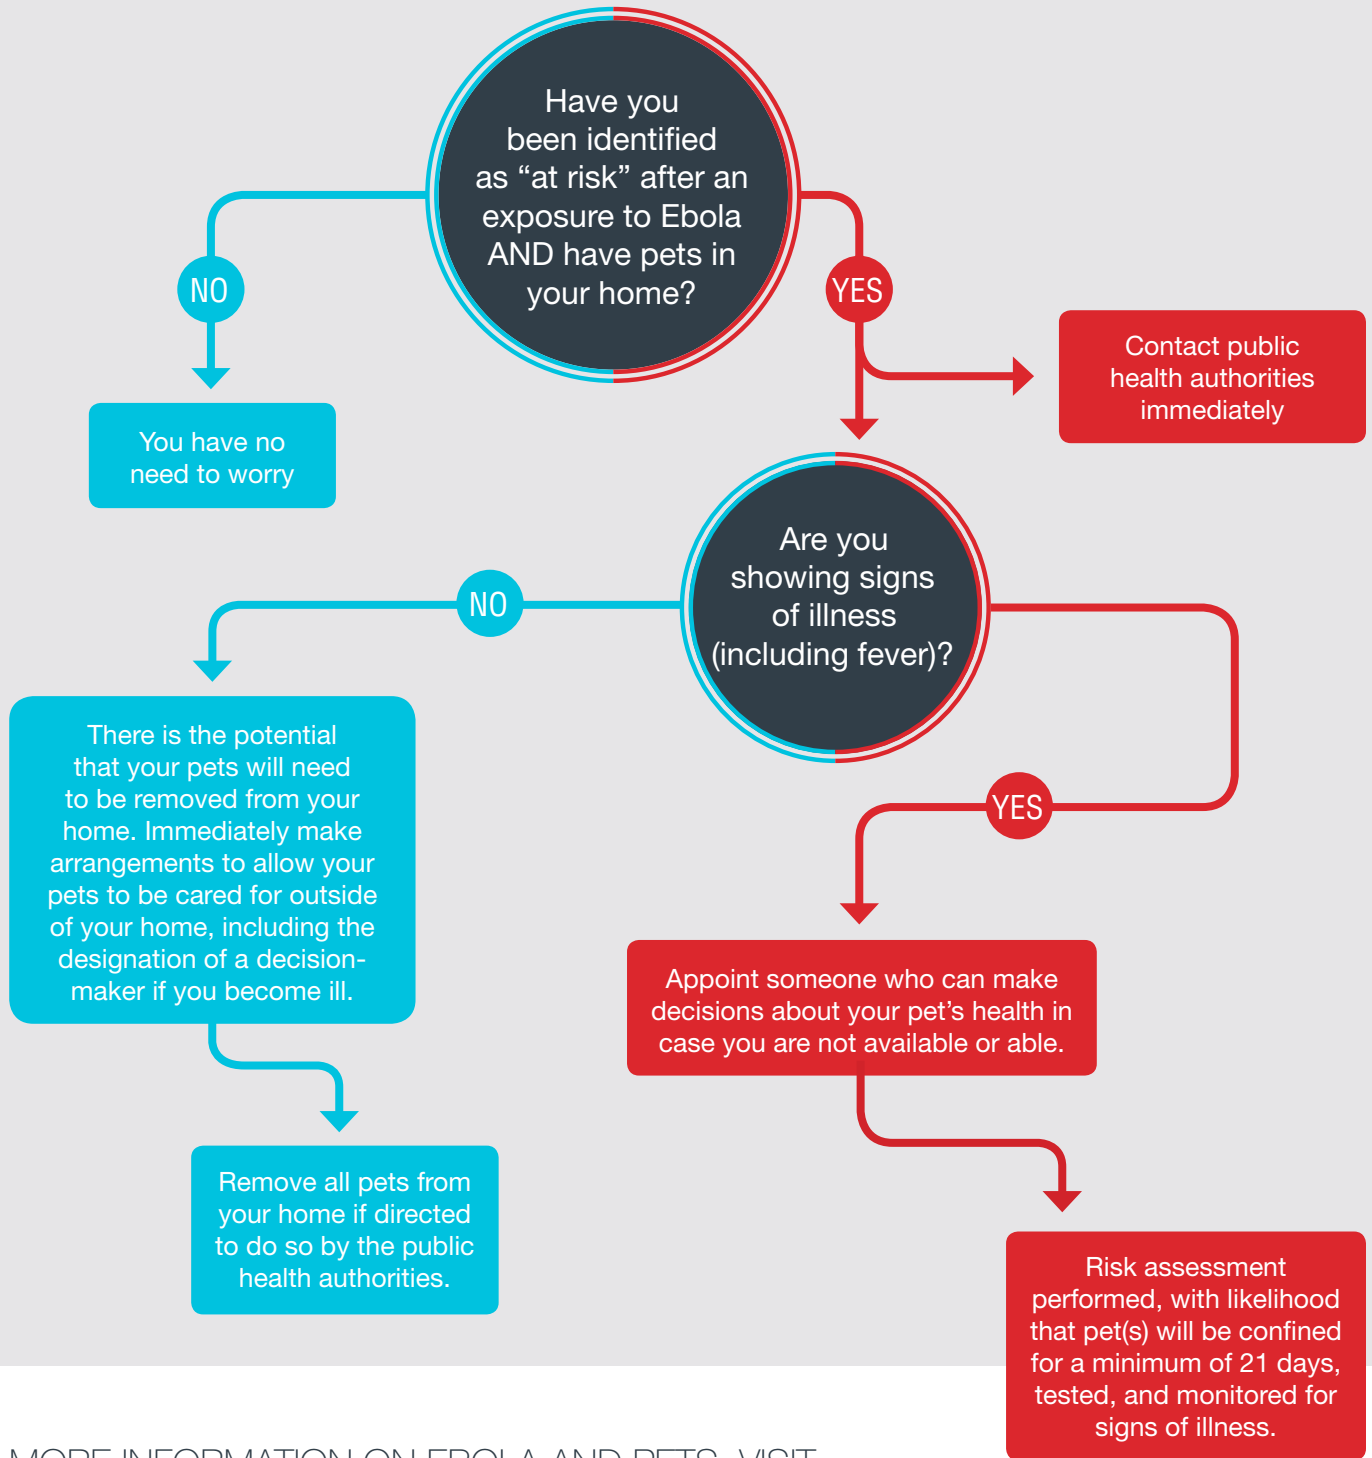 Have you
been identified
as “at risk” after an
exposure to Ebola
AND have pets in
your home?
NO
YES
You have no
need to worry
Contact public
health authorities
immediately
Are you
showing signs
of illness
(including fever)?
NO
YES
There is the potential
that your pets will need
to be removed from your
home. Immediately make
arrangements to allow your
pets to be cared for outside
of your home, including the
designation of a decision-
maker if you become ill.
Remove all pets from
your home if directed
to do so by the public
health authorities.
Appoint someone who can make
decisions about your pet’s health in
case you are not available or able.
Risk assessment
performed, with likelihood
that pet(s) will be confined
for a minimum of 21 days,
tested, and monitored for
signs of illness.
MORE INFORMATION ON EBOLA AND PETS, VISIT